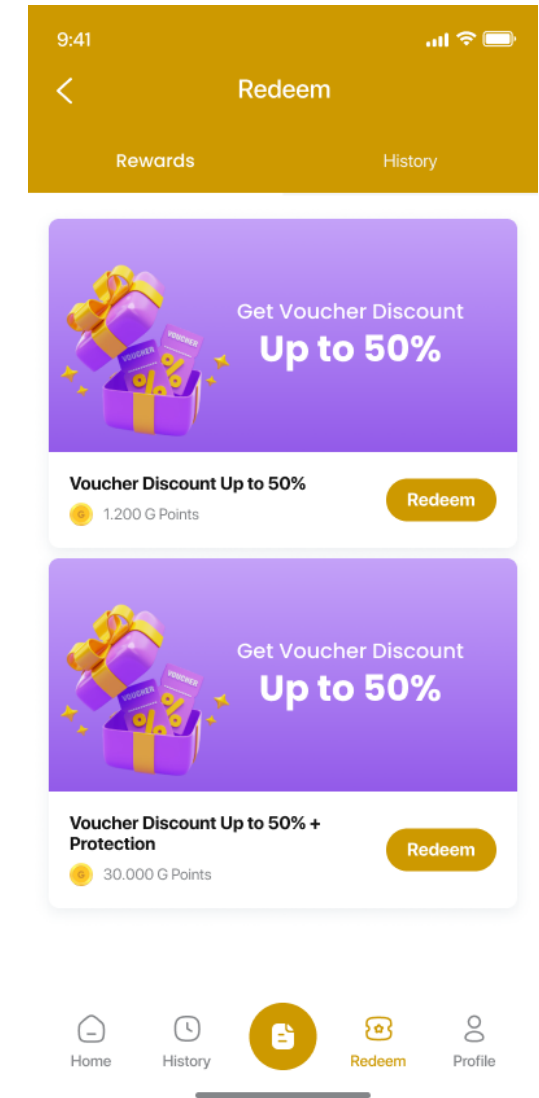 9:41
Redeem
Rewards
History
Get Voucher Discount
Up to 50%
VOUCHER
VOUCHER
%
%
Voucher Discount Up to 50%
G
1.200 G Points
Redeem
Get Voucher Discount
Up to 50%
VOUCHER
VOUCHER
%
%
Voucher Discount Up to 50% +
Protection
G
30.000 G Points
Redeem
Home
History
Redeem
Profile